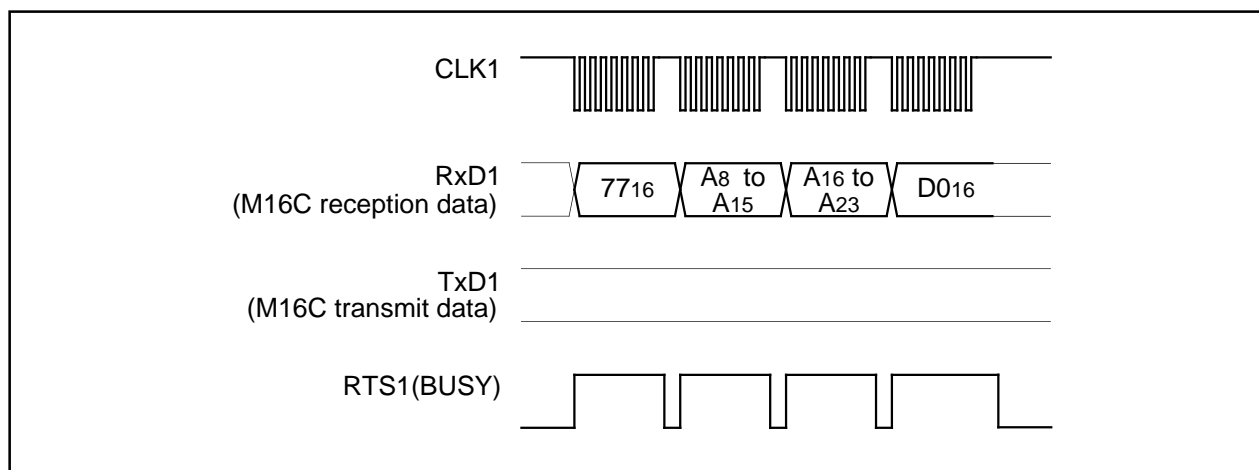 CLK1
RxD1
(M16C reception data)
7716
A8 to
A15
A16 to
A23
D016
TxD1
(M16C transmit data)
RTS1(BUSY)